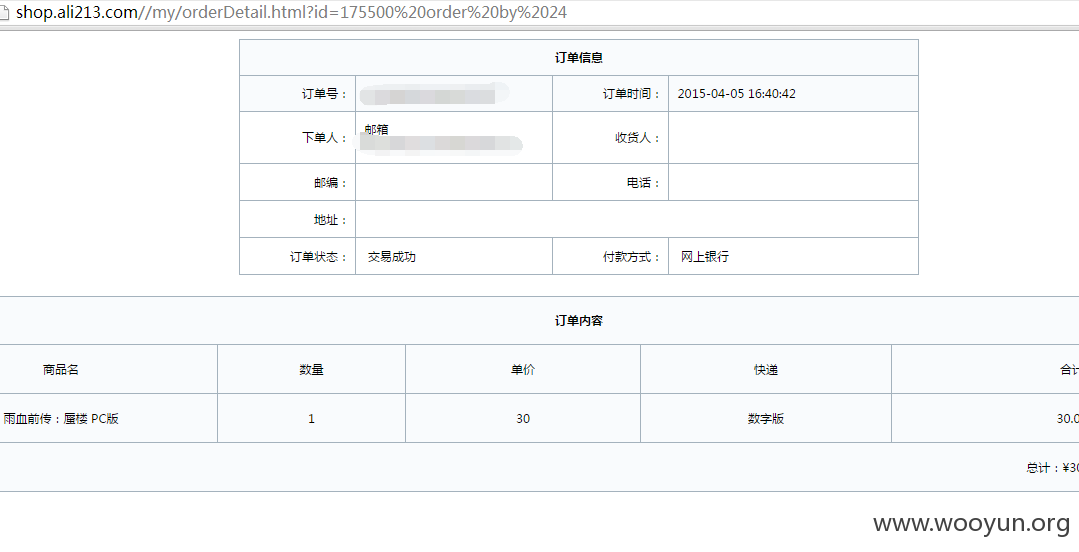 shop.ali213.com//my/orderDetail.html?id=175500%20order%20by%2024
订单信息
订单号： 订单时间： 2015-04-05 16:40:42
下单人： 邮箱 收货人：
邮编： 电话：
地址：
订单状态： 交易成功 付款方式： 网上银行
订单内容
商品名 数量 单价 快递 合计
雨血前传：蜃楼 PC版 1 30 数字版 30.0
总计：¥30
www.wooyun.org